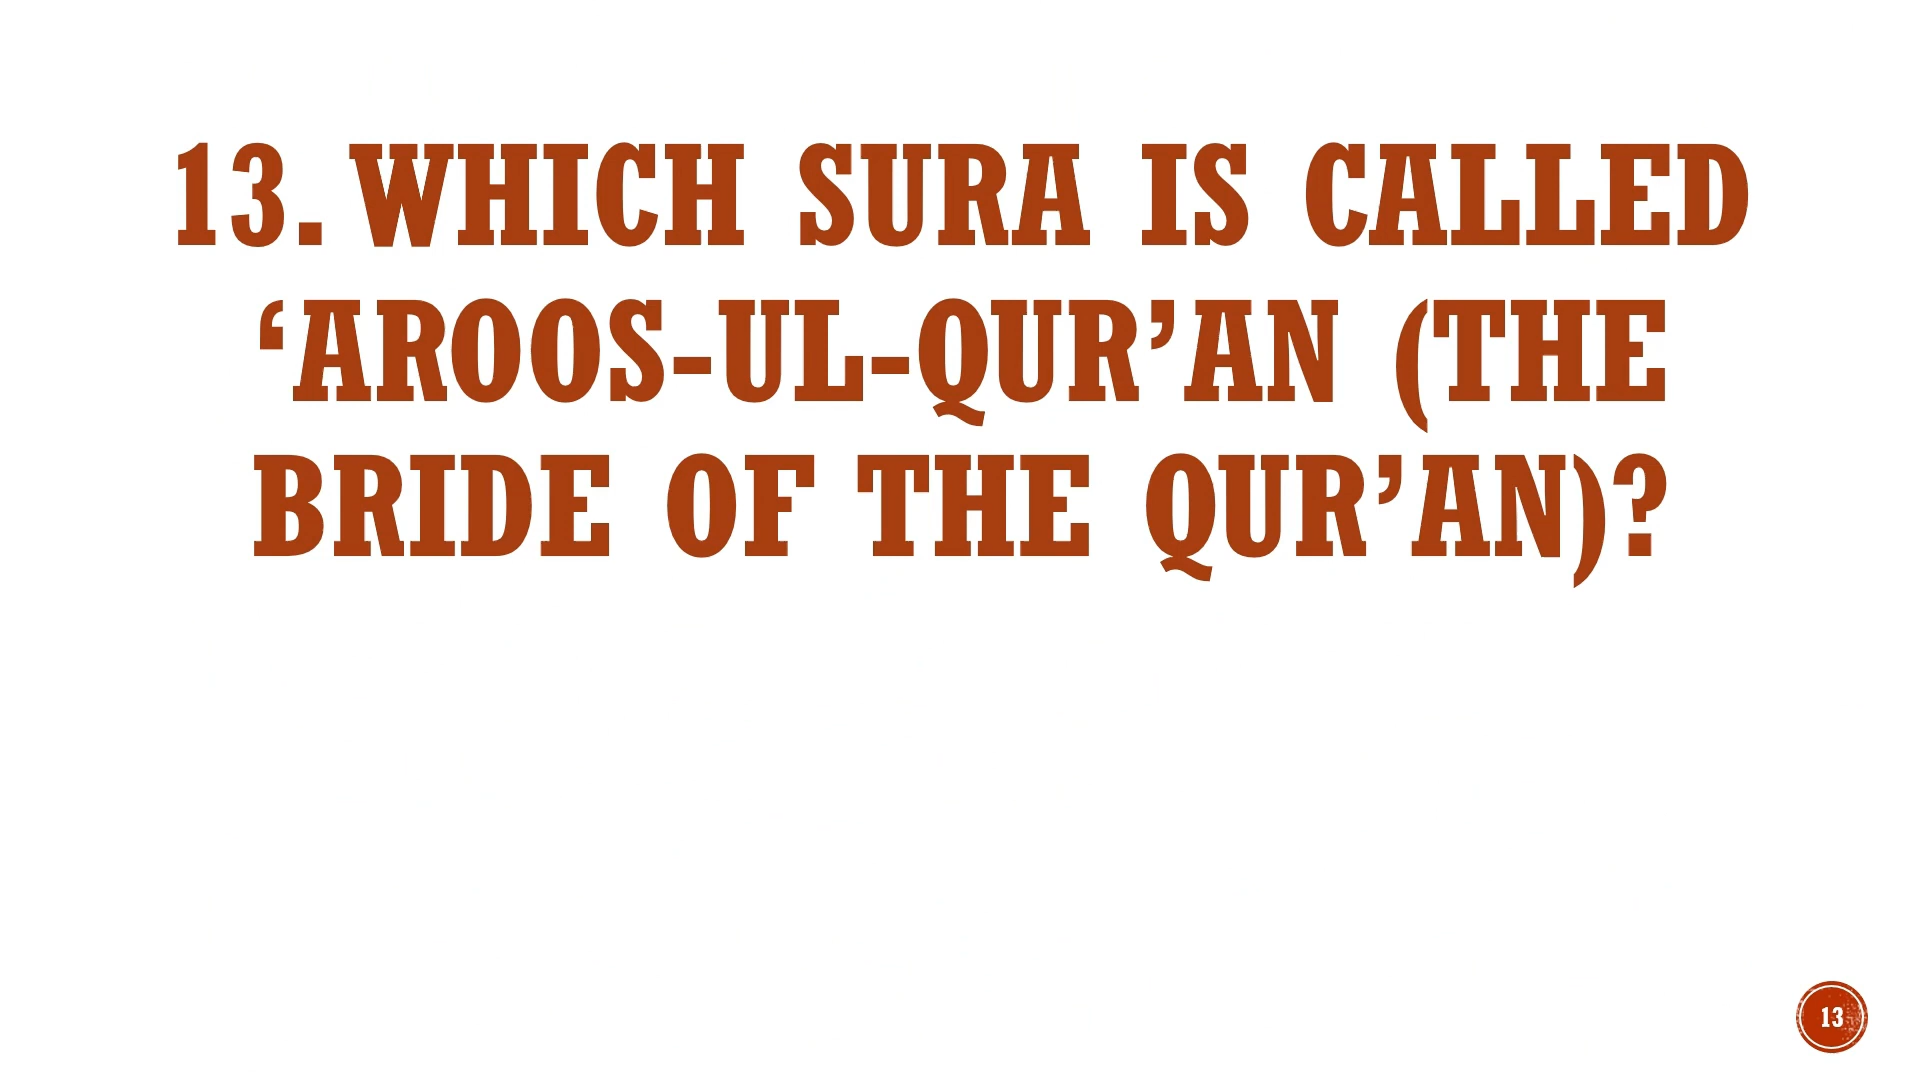 13. WHICH SURA IS CALLED
‘AROOS-UL-QUR’AN (THE
BRIDE OF THE QUR’AN)?
13